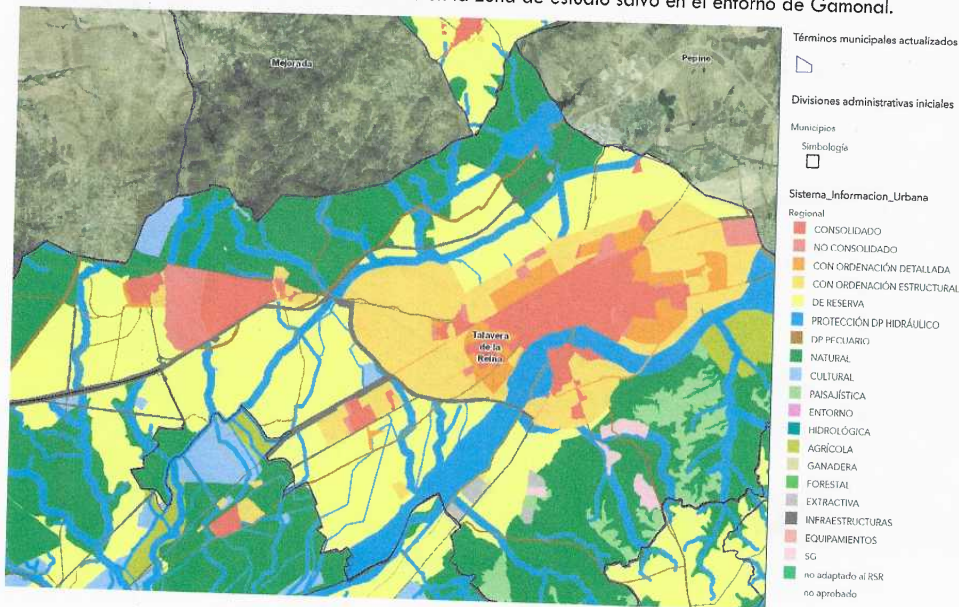 en la zona de estudio salvo en el entorno de Gamonal.
Mejorada
Pepino
Talavera
de la
Reina
Términos municipales actualizados
Divisiones administrativas iniciales
Municipios
Simbología
Sistema_Informacion_Urbana
Regional
CONSOLIDADO
NO CONSOLIDADO
CON ORDENACIÓN DETALLADA
CON ORDENACIÓN ESTRUCTURAL
DE RESERVA
PROTECCIÓN DP HIDRÁULICO
DP PECUARIO
NATURAL
CULTURAL
PAISAJÍSTICA
ENTORNO
HIDROLÓGICA
AGRÍCOLA
GANADERA
FORESTAL
EXTRACTIVA
INFRAESTRUCTURAS
EQUIPAMIENTOS
SG
no adaptado al RSR
no aprobado